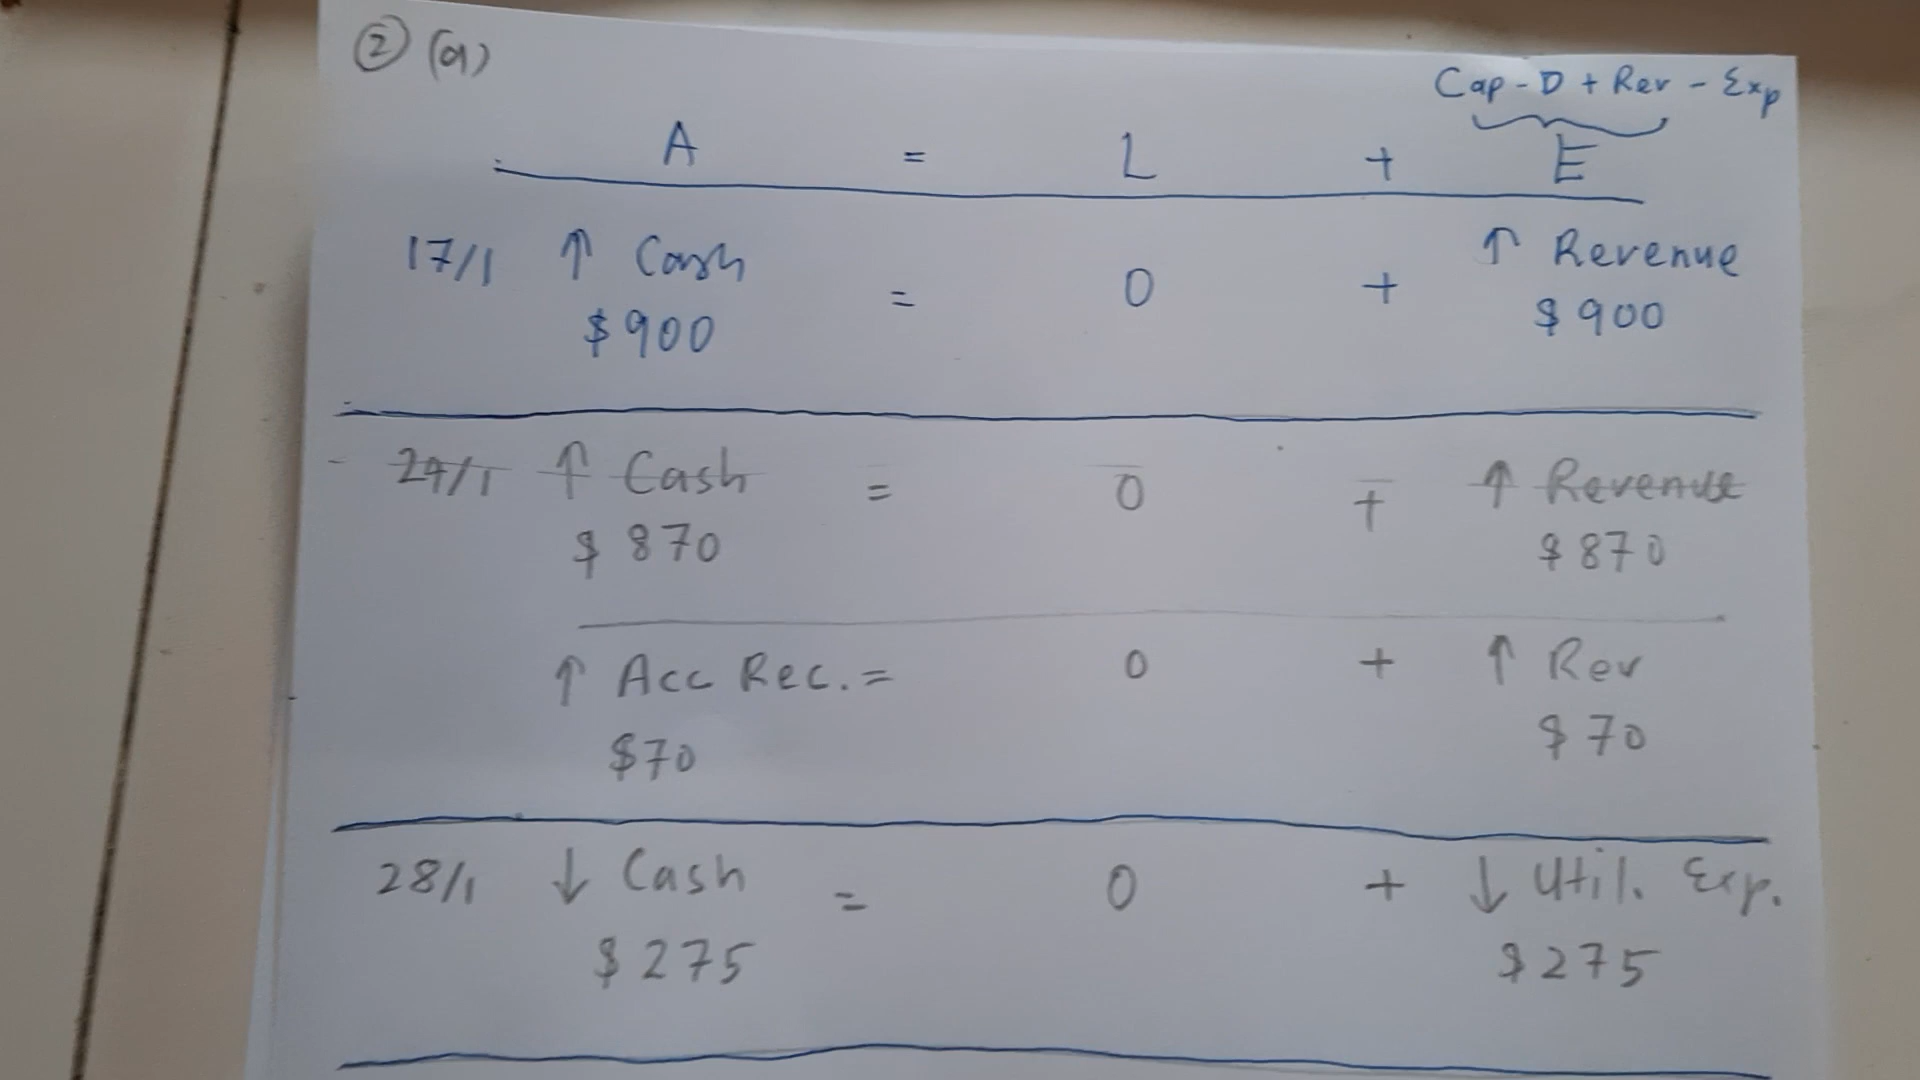 ② (a)
Cap - D + Rev - Exp
A = L + E
17/1 ↑ Cash = 0 + ↑ Revenue
$900 $900
24/1 ↑ Cash = 0 + ↑ Revenue
$870 $870
↑ Acc Rec. = 0 + ↑ Rev
$70 $70
28/1 ↓ Cash = 0 + ↓ Util. Exp.
$275 $275